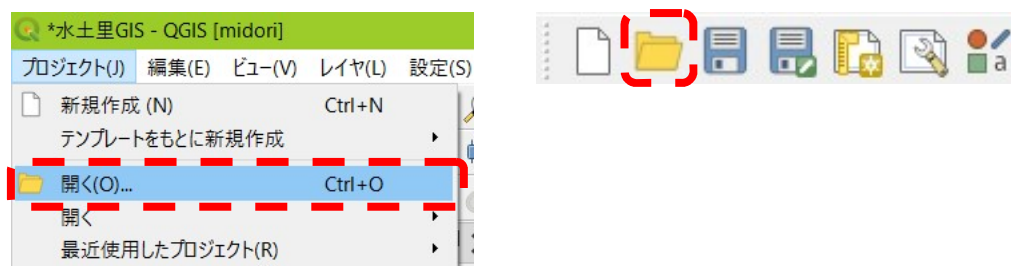 *水土里GIS - QGIS [midori]
プロジェクト(J) 編集(E) ビュー(V) レイヤ(L) 設定(S)
新規作成 (N) Ctrl+N
テンプレートをもとに新規作成
開く(O)... Ctrl+O
開く
最近使用したプロジェクト(R)
a